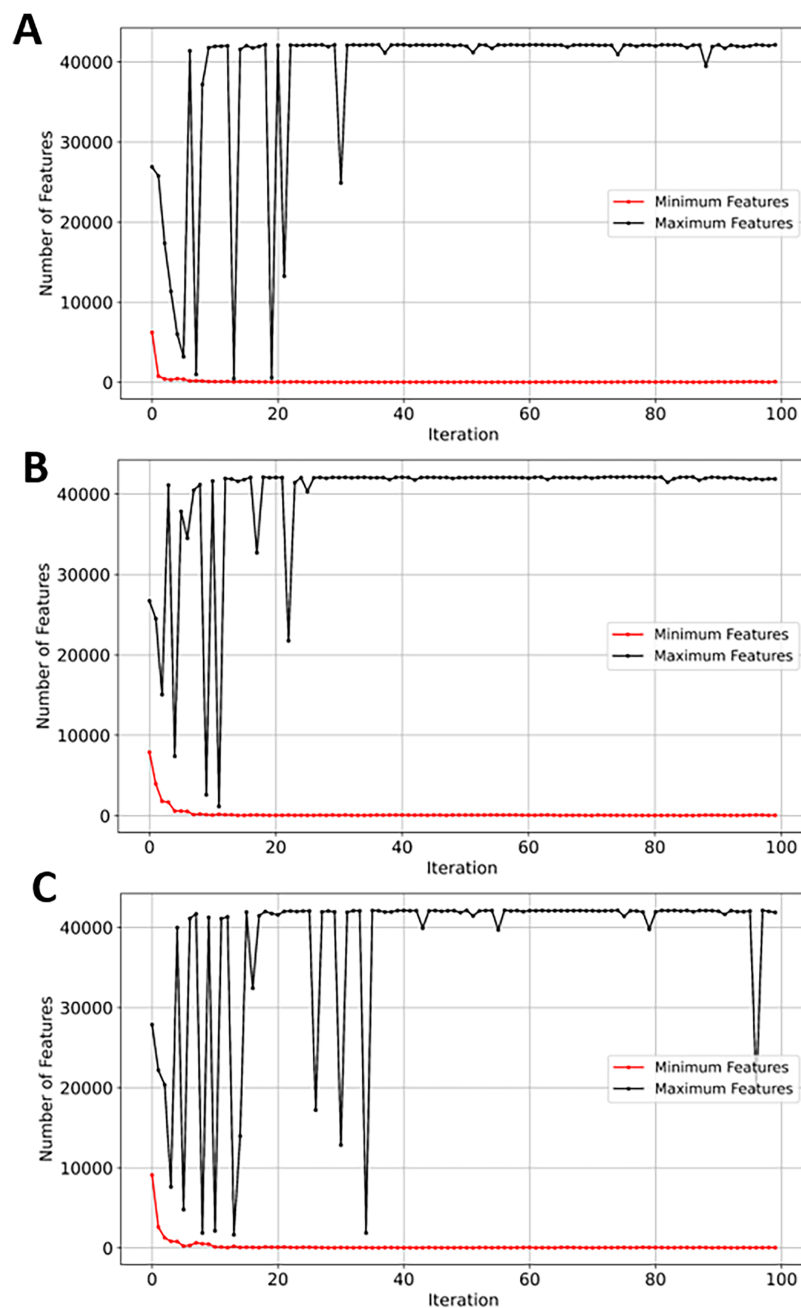 A
Number of Features
40000
30000
20000
10000
0
Minimum Features
Maximum Features
0 20 40 60 80 100
Iteration
B
Number of Features
40000
30000
20000
10000
0
Minimum Features
Maximum Features
0 20 40 60 80 100
Iteration
C
Number of Features
40000
30000
20000
10000
0
Minimum Features
Maximum Features
0 20 40 60 80 100
Iteration